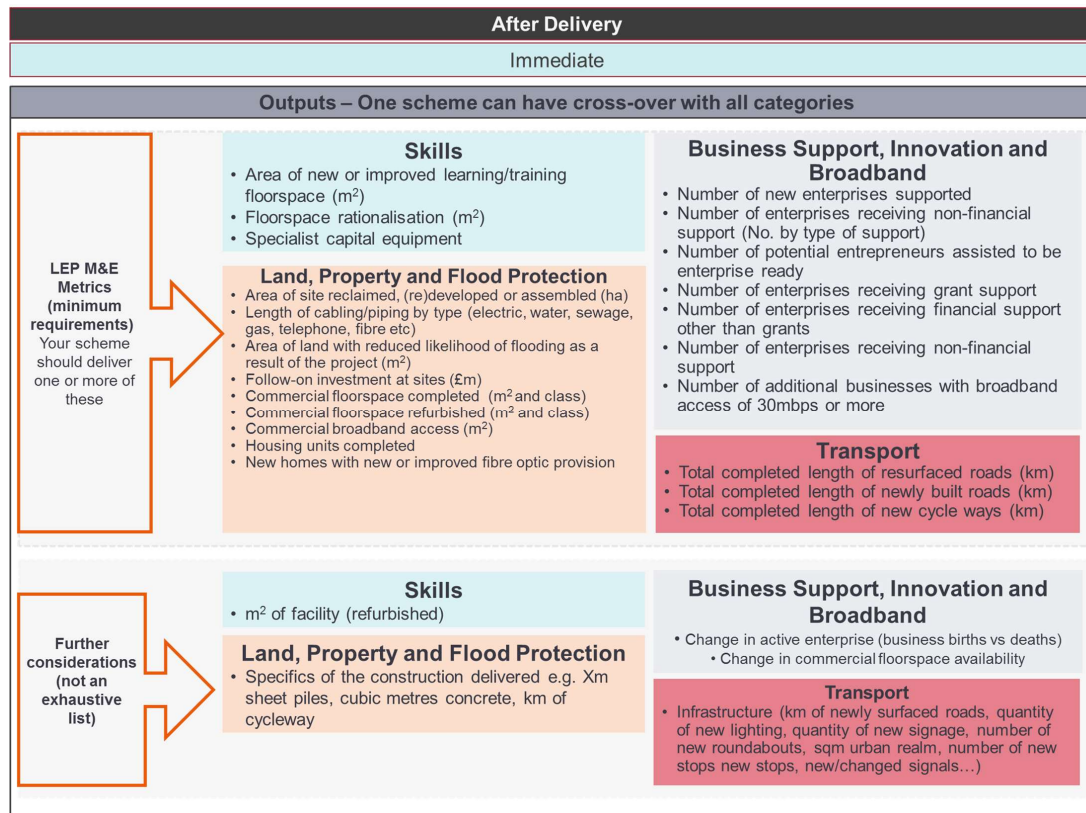 After Delivery
Immediate
Outputs – One scheme can have cross-over with all categories
LEP M&E
Metrics
(minimum
requirements)
Your scheme
should deliver
one or more of
these
Skills
• Area of new or improved learning/training
floorspace (m²)
• Floorspace rationalisation (m²)
• Specialist capital equipment
Land, Property and Flood Protection
• Area of site reclaimed, (re)developed or assembled (ha)
• Length of cabling/piping by type (electric, water, sewage,
gas, telephone, fibre etc)
• Area of land with reduced likelihood of flooding as a
result of the project (m²)
• Follow-on investment at sites (£m)
• Commercial floorspace completed (m² and class)
• Commercial floorspace refurbished (m² and class)
• Commercial broadband access (m²)
• Housing units completed
• New homes with new or improved fibre optic provision
Business Support, Innovation and
Broadband
• Number of new enterprises supported
• Number of enterprises receiving non-financial
support (No. by type of support)
• Number of potential entrepreneurs assisted to be
enterprise ready
• Number of enterprises receiving grant support
• Number of enterprises receiving financial support
other than grants
• Number of enterprises receiving non-financial
support
• Number of additional businesses with broadband
access of 30mbps or more
Transport
• Total completed length of resurfaced roads (km)
• Total completed length of newly built roads (km)
• Total completed length of new cycle ways (km)
Further
considerations
(not an
exhaustive
list)
Skills
• m² of facility (refurbished)
Land, Property and Flood Protection
• Specifics of the construction delivered e.g. Xm
sheet piles, cubic metres concrete, km of
cycleway
Business Support, Innovation and
Broadband
• Change in active enterprise (business births vs deaths)
• Change in commercial floorspace availability
Transport
• Infrastructure (km of newly surfaced roads, quantity
of new lighting, quantity of new signage, number of
new roundabouts, sqm urban realm, number of new
stops new stops, new/changed signals…)